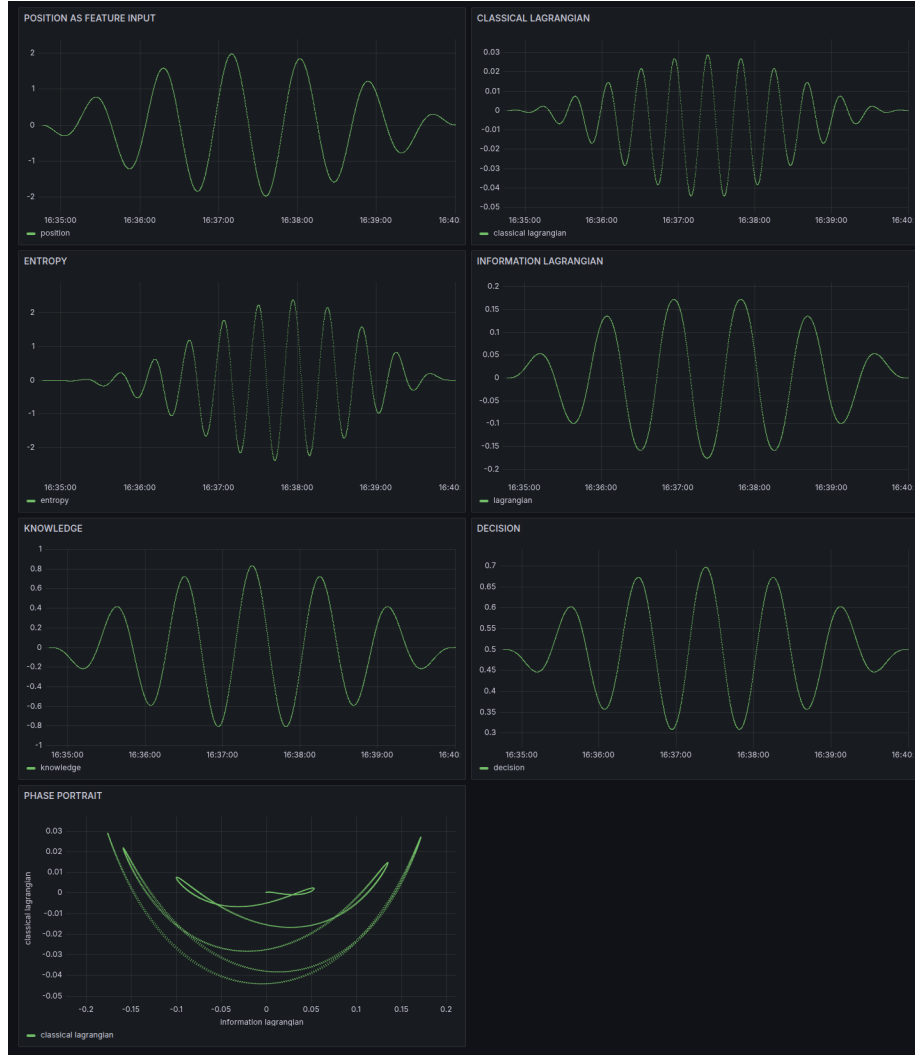 POSITION AS FEATURE INPUT
2
1
0
-1
-2
16:35:00 16:36:00 16:37:00 16:38:00 16:39:00 16:40
position
CLASSICAL LAGRANGIAN
0.03
0.02
0.01
0
-0.01
-0.02
-0.03
-0.04
-0.05
16:35:00 16:36:00 16:37:00 16:38:00 16:39:00 16:40
classical lagrangian
ENTROPY
2
1
0
-1
-2
16:35:00 16:36:00 16:37:00 16:38:00 16:39:00 16:40
entropy
INFORMATION LAGRANGIAN
0.2
0.15
0.1
0.05
0
-0.05
-0.1
-0.15
-0.2
16:35:00 16:36:00 16:37:00 16:38:00 16:39:00 16:40
lagrangian
KNOWLEDGE
1
0.8
0.6
0.4
0.2
0
-0.2
-0.4
-0.6
-0.8
-1
16:35:00 16:36:00 16:37:00 16:38:00 16:39:00 16:40
knowledge
DECISION
0.7
0.65
0.6
0.55
0.5
0.45
0.4
0.35
0.3
16:35:00 16:36:00 16:37:00 16:38:00 16:39:00 16:40
decision
PHASE PORTRAIT
classical lagrangian
0.03
0.02
0.01
0
-0.01
-0.02
-0.03
-0.04
-0.05
-0.2 -0.15 -0.1 -0.05 0 0.05 0.1 0.15 0.2
information lagrangian
classical lagrangian